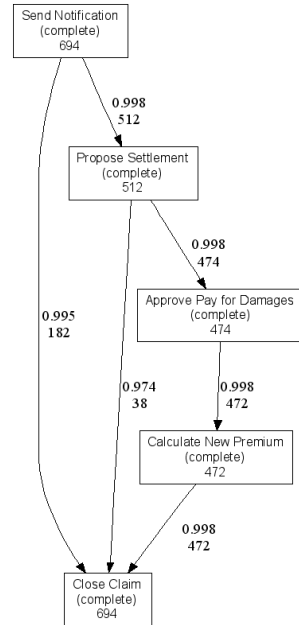 Send Notification
(complete)
694
0.998
512
Propose Settlement
(complete)
512
0.998
474
Approve Pay for Damages
(complete)
474
0.995
182
0.974
38
0.998
472
Calculate New Premium
(complete)
472
0.998
472
Close Claim
(complete)
694